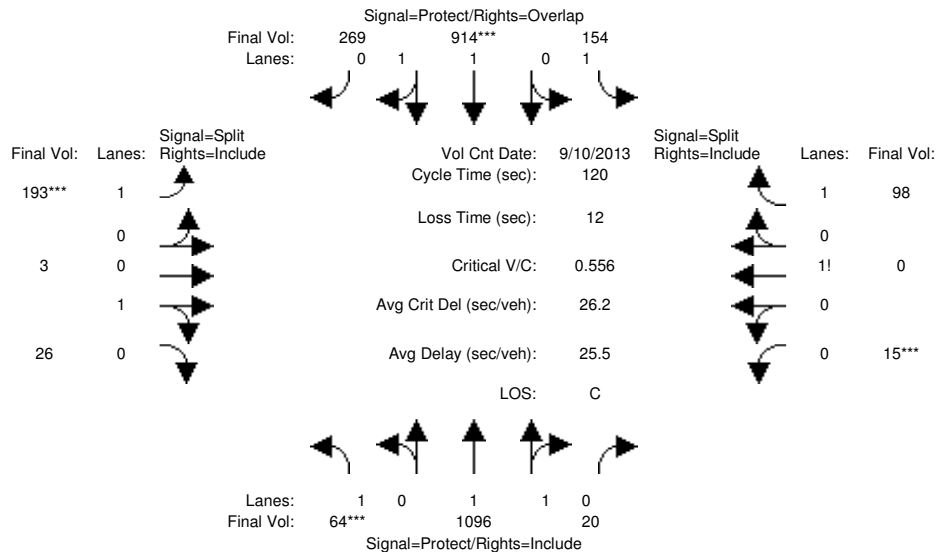 Signal=Protect/Rights=Overlap
Final Vol: 269 914*** 154
Lanes: 0 1 1 0 1
Signal=Split Signal=Split
Final Vol: Lanes: Rights=Include Vol Cnt Date: 9/10/2013 Rights=Include Lanes: Final Vol:
Cycle Time (sec): 120
193*** 1 1 98
Loss Time (sec): 12
0 0
3 0 Critical V/C: 0.556 1! 0
1 Avg Crit Del (sec/veh): 26.2 0
26 0 Avg Delay (sec/veh): 25.5 0 15***
LOS: C
Lanes: 1 0 1 1 0
Final Vol: 64*** 1096 20
Signal=Protect/Rights=Include